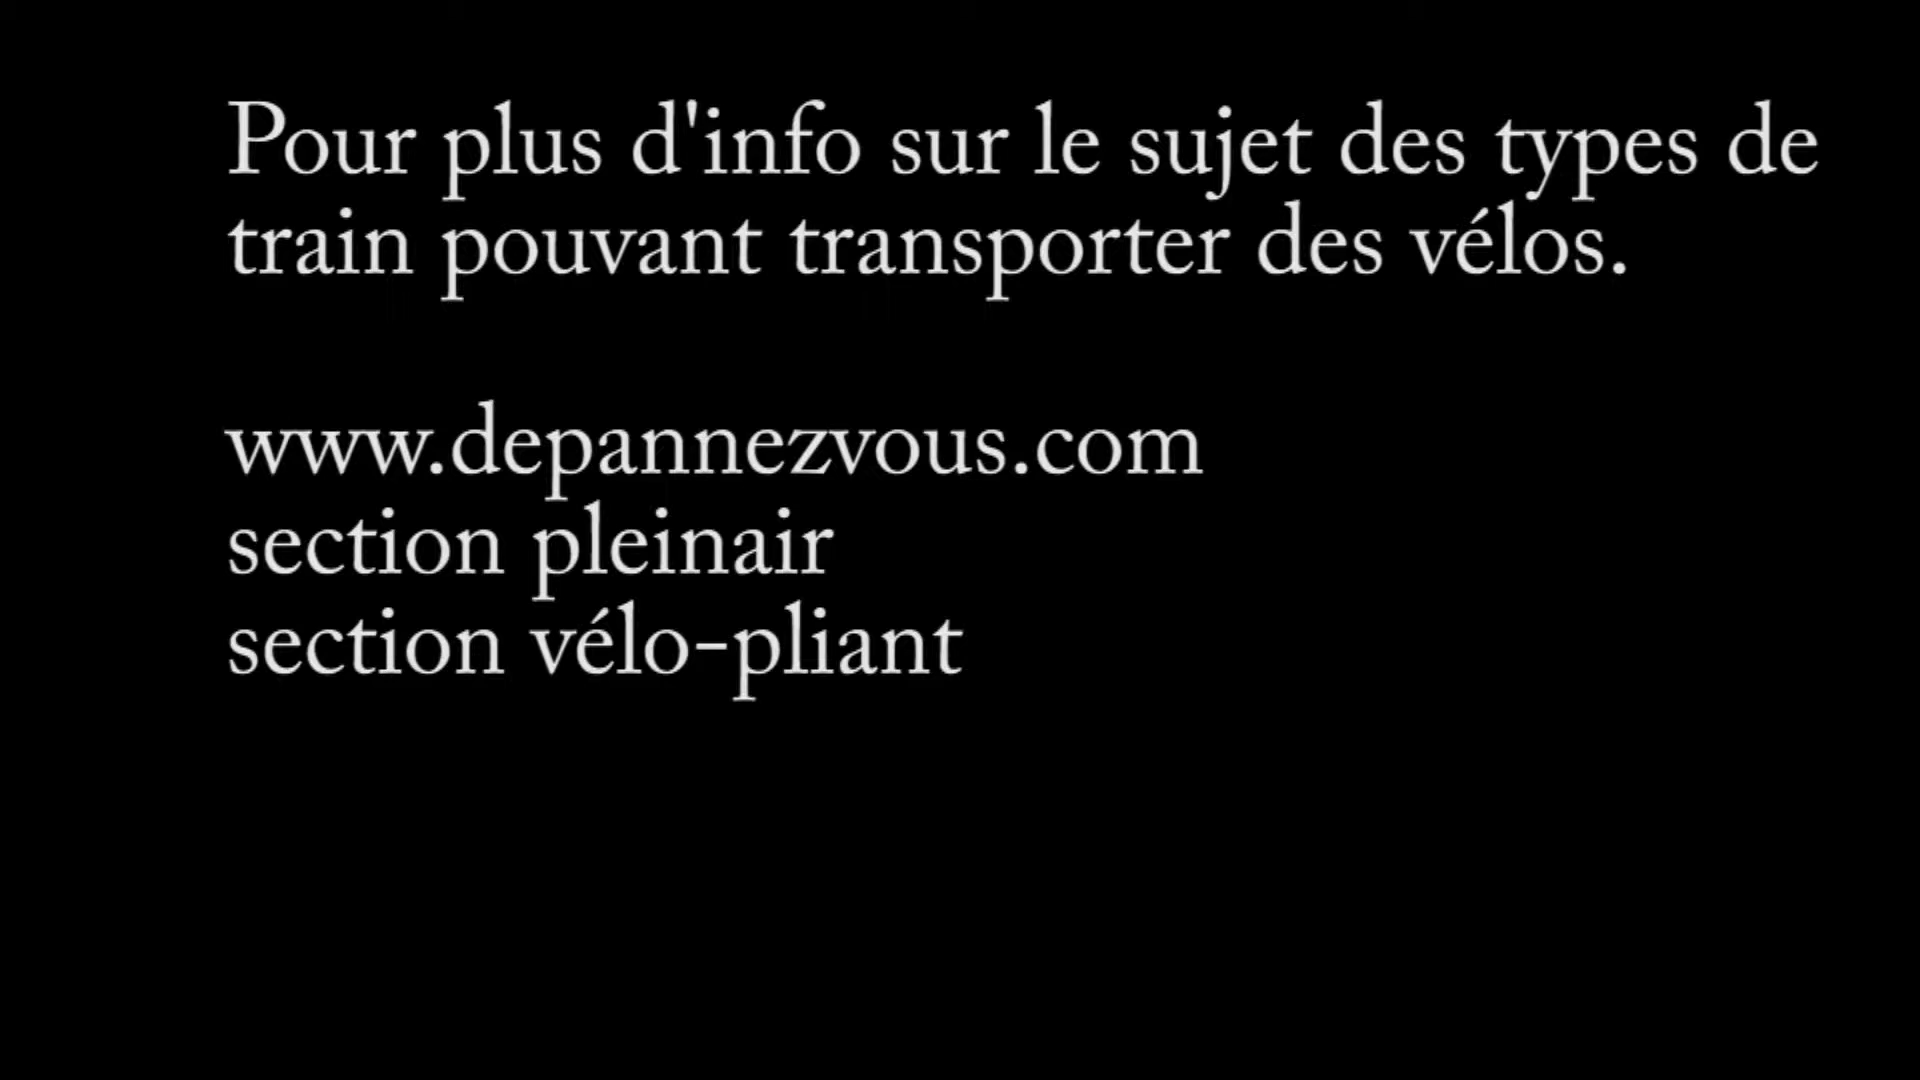 Pour plus d'info sur le sujet des types de
train pouvant transporter des vélos.
www.depannezvous.com
section pleinair
section vélo-pliant